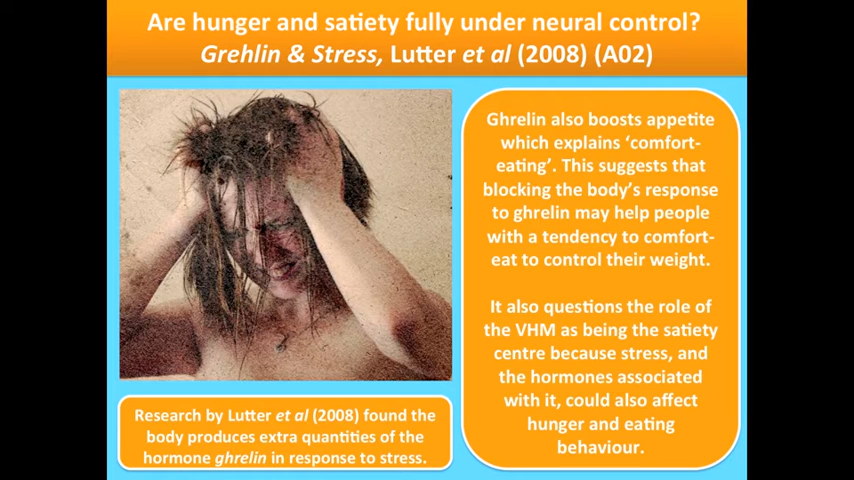 Are hunger and satiety fully under neural control?
Grehlin & Stress, Lutter et al (2008) (A02)
Ghrelin also boosts appetite
which explains ‘comfort-
eating’. This suggests that
blocking the body’s response
to ghrelin may help people
with a tendency to comfort-
eat to control their weight.
It also questions the role of
the VHM as being the satiety
centre because stress, and
the hormones associated
with it, could also affect
hunger and eating
behaviour.
Research by Lutter et al (2008) found the
body produces extra quantities of the
hormone ghrelin in response to stress.